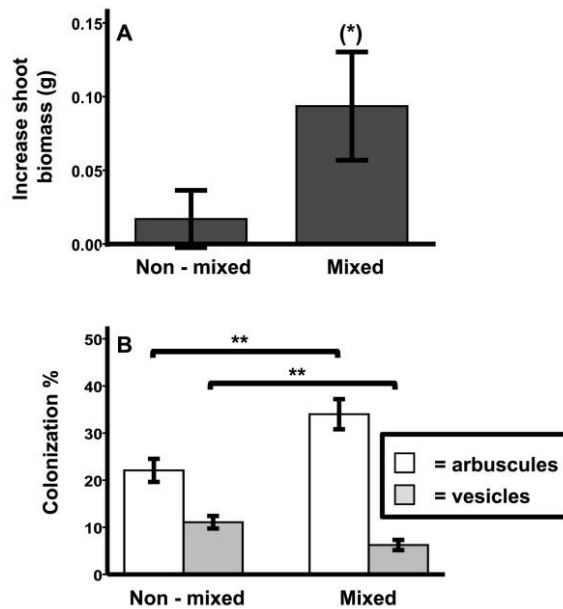 A
(*)
Increase shoot
biomass (g)
0.15
0.10
0.05
0.00
Non - mixed
Mixed
B
**
**
Colonization %
50
40
30
20
10
0
= arbuscules
= vesicles
Non - mixed
Mixed